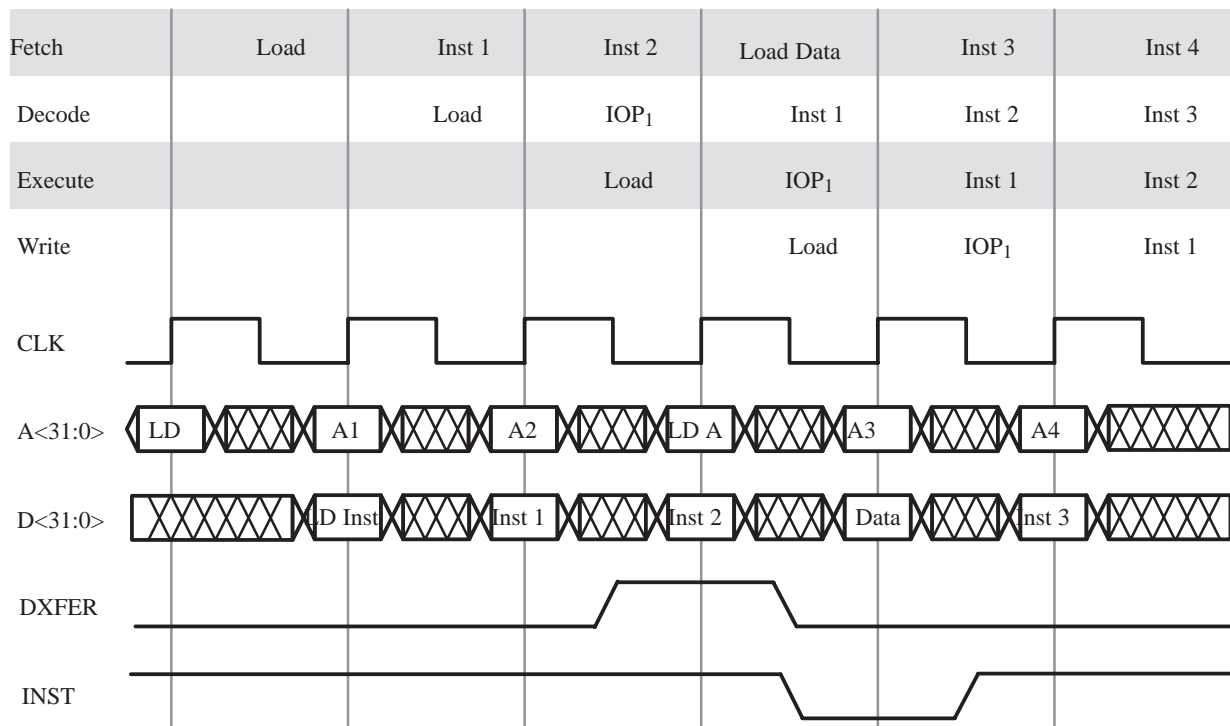 Fetch Load Inst 1 Inst 2 Load Data Inst 3 Inst 4
Decode Load IOP1 Inst 1 Inst 2 Inst 3
Execute Load IOP1 Inst 1 Inst 2
Write Load IOP1 Inst 1
CLK
A<31:0> LD A1 A2 LD A A3 A4
D<31:0> LD Inst Inst 1 Inst 2 Data Inst 3
DXFER
INST